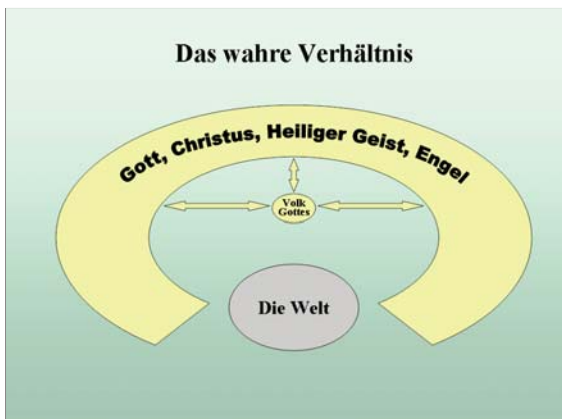 Das wahre Verhältnis
Gott, Christus, Heiliger Geist, Engel
Volk
Gottes
Die Welt